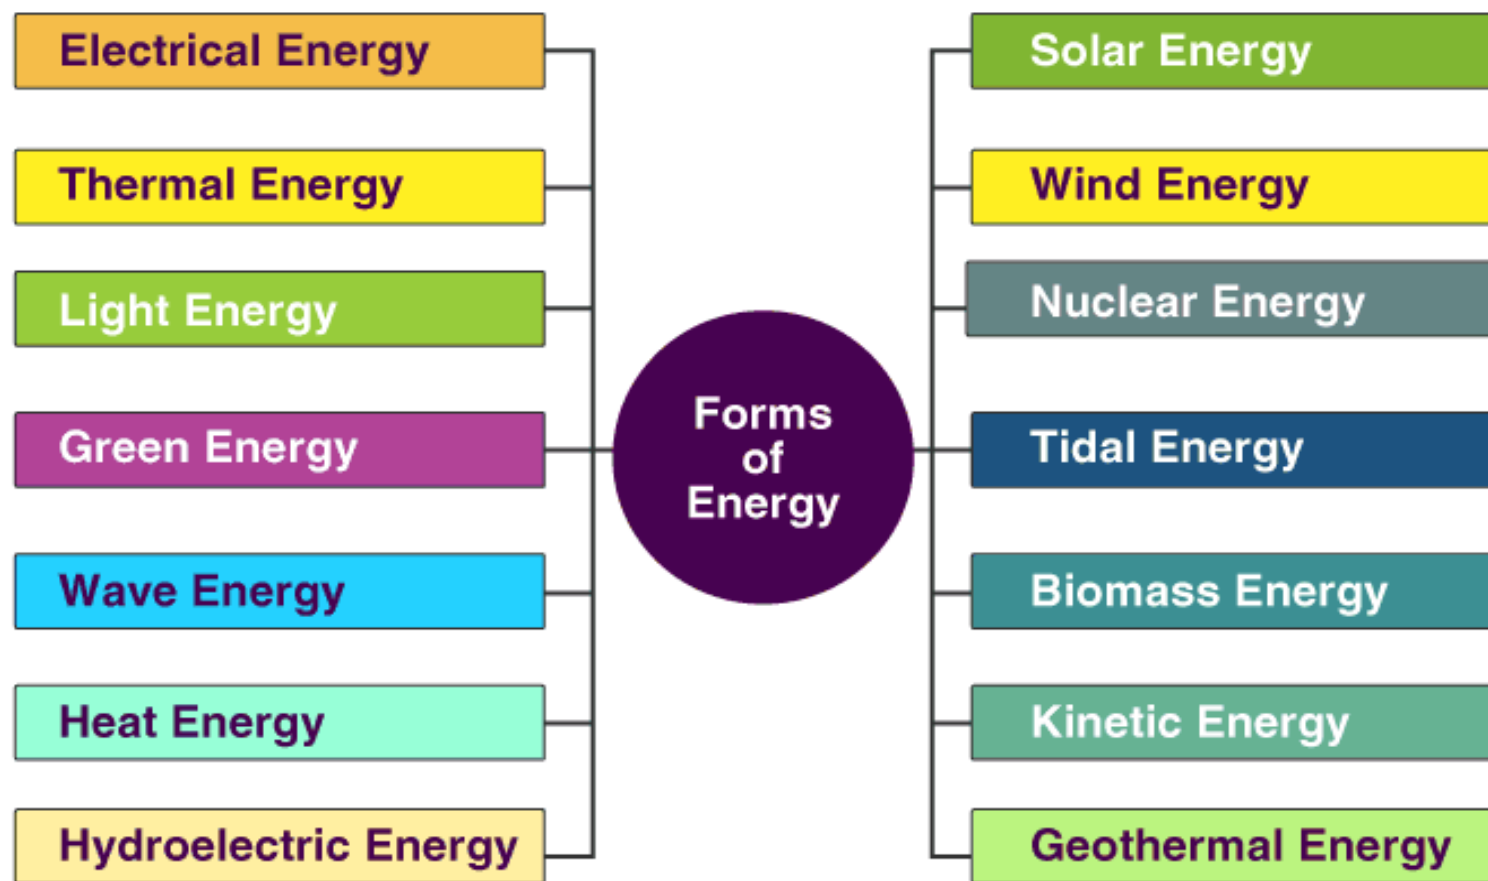 Electrical Energy
Thermal Energy
Light Energy
Green Energy
Wave Energy
Heat Energy
Hydroelectric Energy
Forms
of
Energy
Solar Energy
Wind Energy
Nuclear Energy
Tidal Energy
Biomass Energy
Kinetic Energy
Geothermal Energy